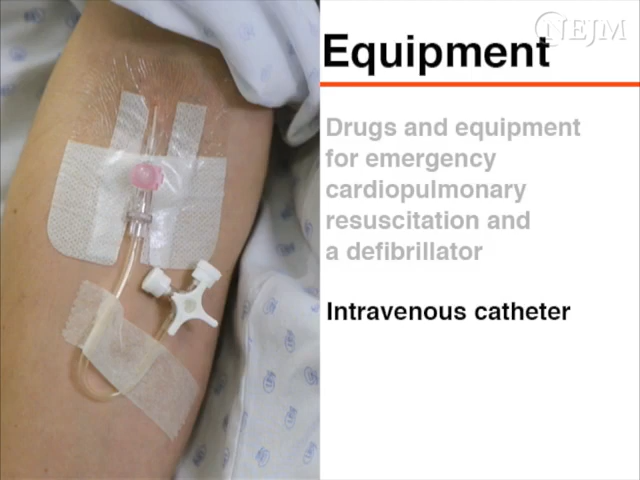 NEJM
Equipment
Drugs and equipment
for emergency
cardiopulmonary
resuscitation and
a defibrillator
Intravenous catheter